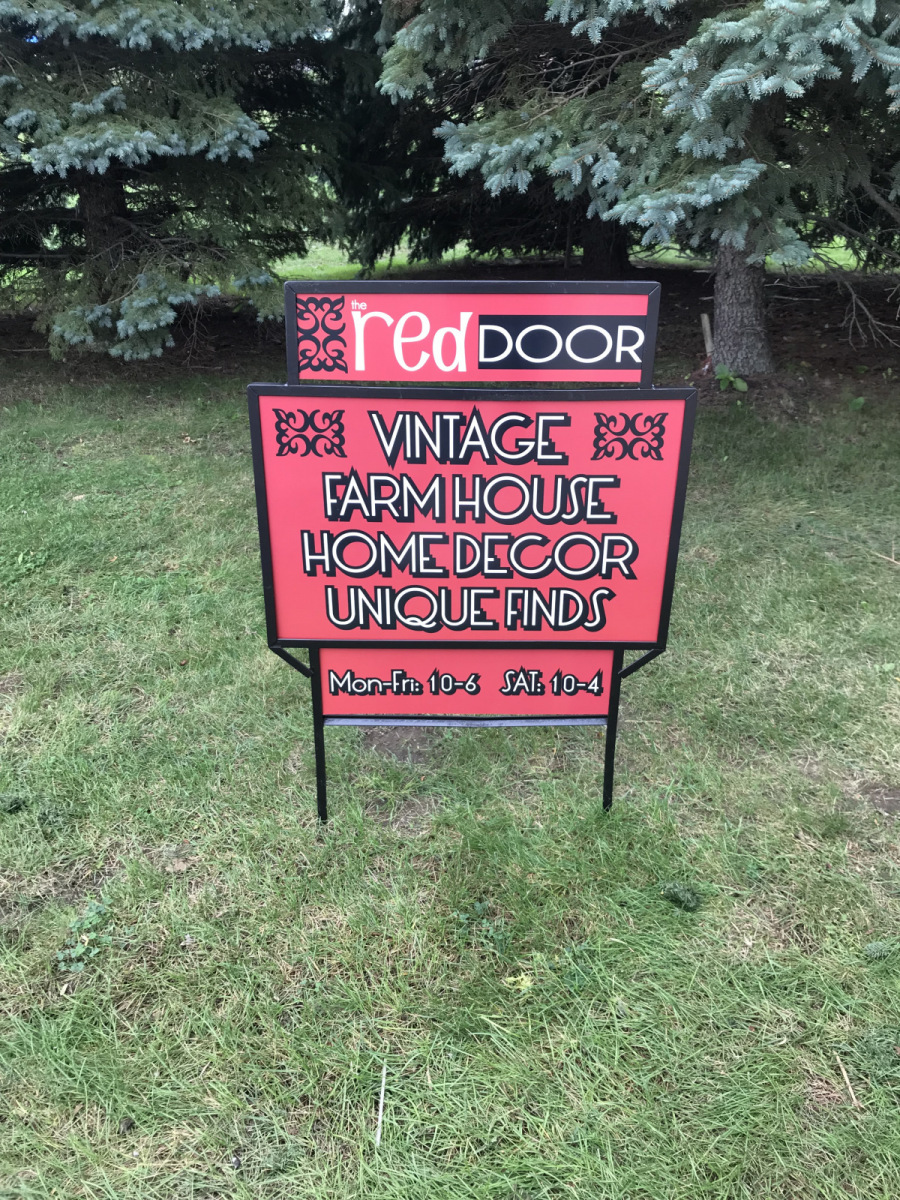 the red DOOR
VINTAGE
FARM HOUSE
HOME DECOR
UNIQUE FINDS
Mon-Fri: 10-6 SAT: 10-4